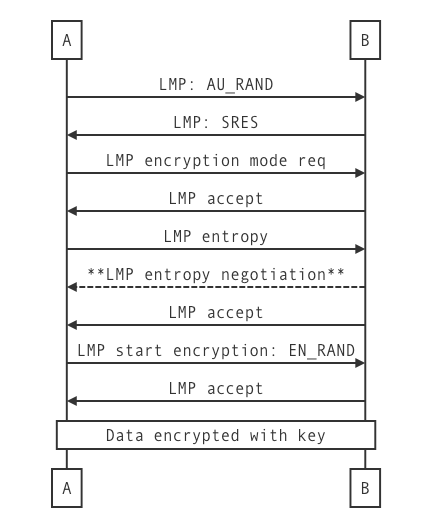 A B
LMP: AU_RAND
LMP: SRES
LMP encryption mode req
LMP accept
LMP entropy
**LMP entropy negotiation**
LMP accept
LMP start encryption: EN_RAND
LMP accept
Data encrypted with key
A B